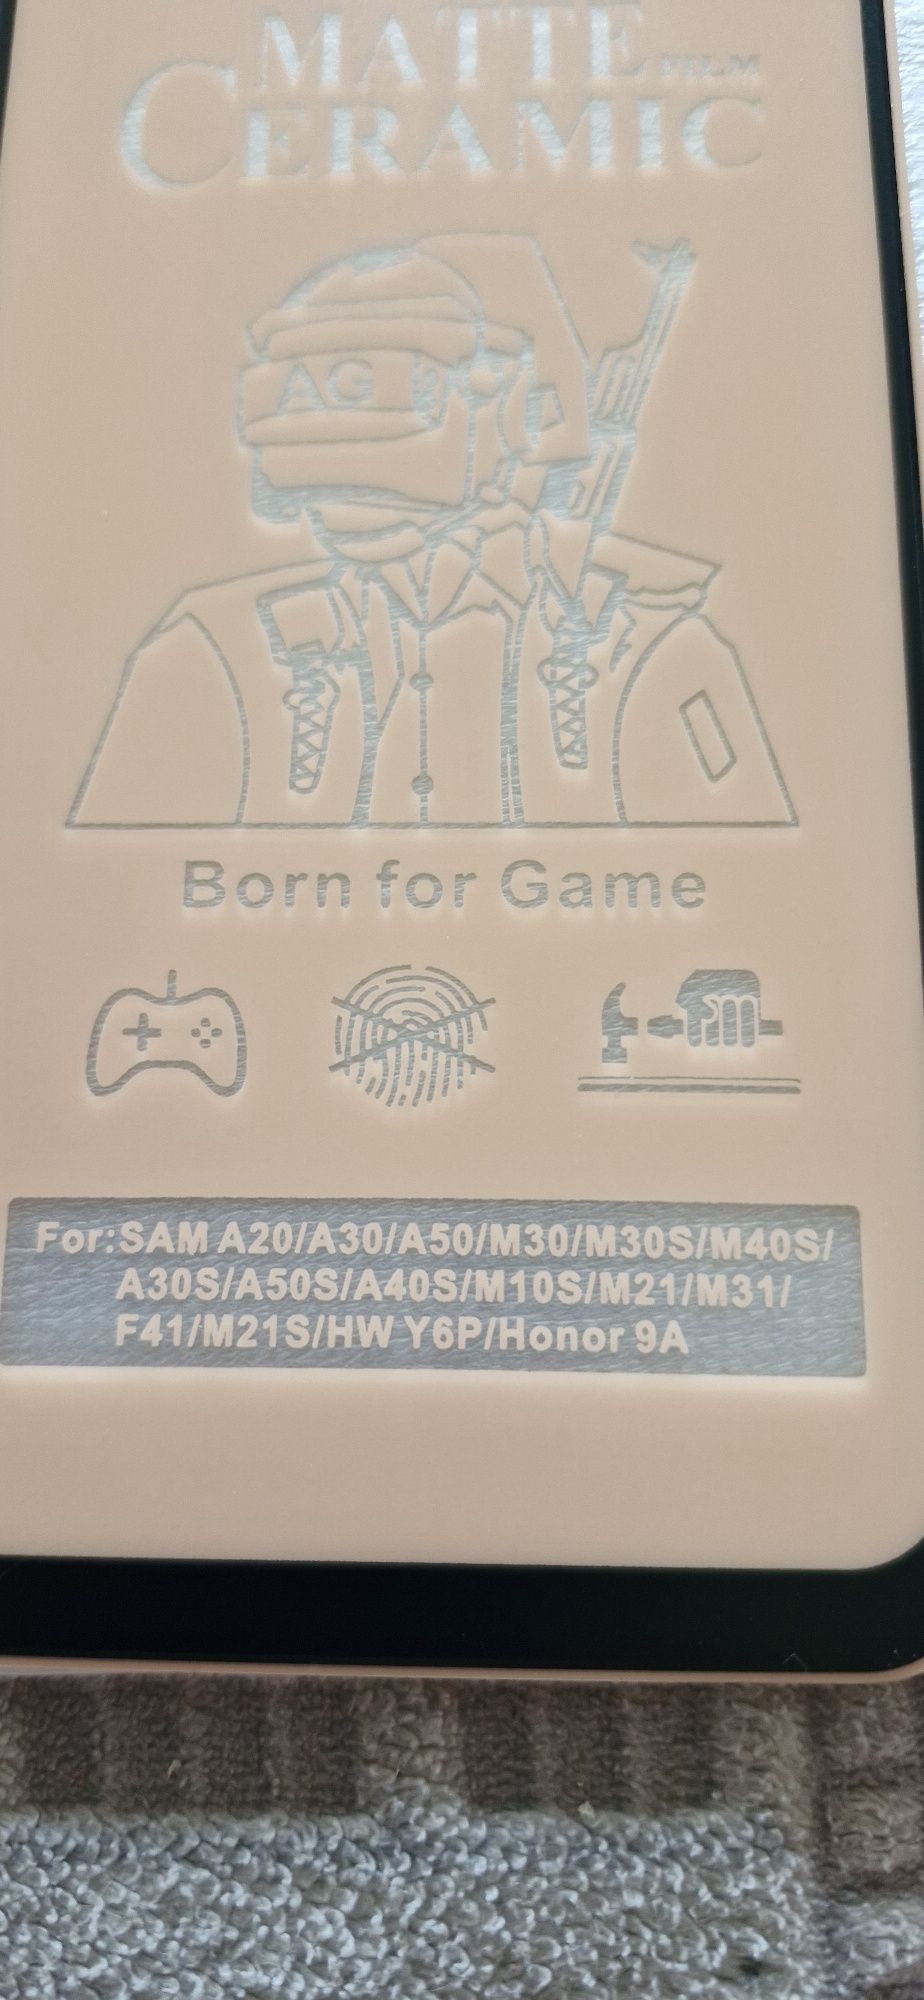 MATTE FILM
CERAMIC
AG
Born for Game
For:SAM A20/A30/A50/M30/M30S/M40S/
A30S/A50S/A40S/M10S/M21/M31/
F41/M21S/HW Y6P/Honor 9A